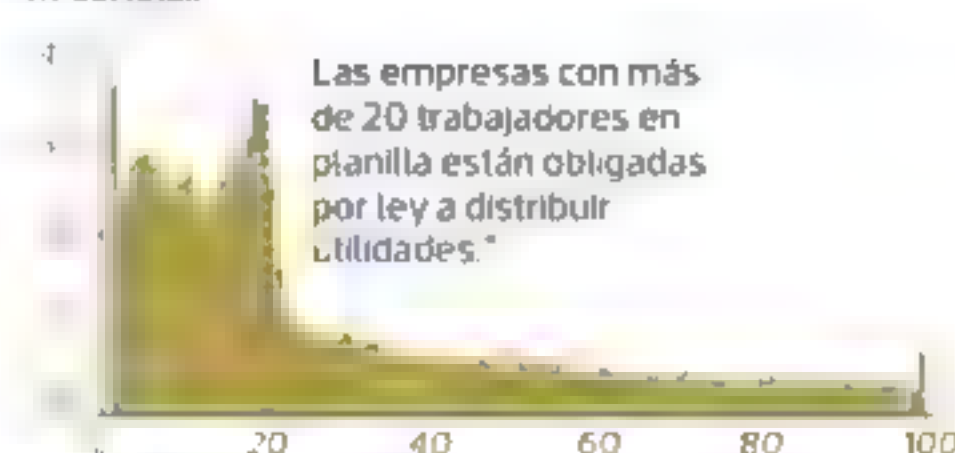 Las empresas con más
de 20 trabajadores en
planilla están obligadas
por ley a distribuir
utilidades.*
20 40 60 80 100